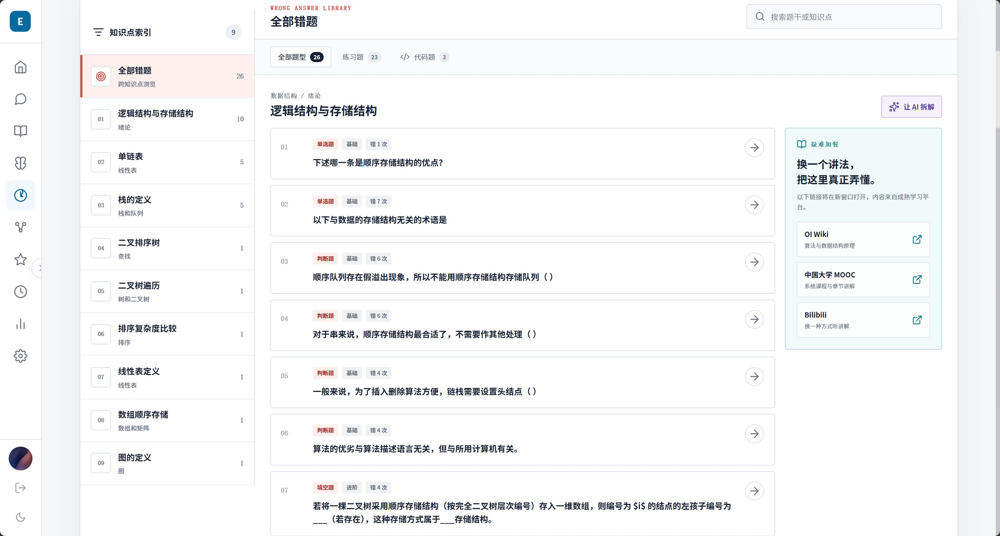 E
知识点索引
9
全部错题
跨知识点浏览
26
01
逻辑结构与存储结构
绪论
10
02
单链表
线性表
5
03
栈的定义
栈和队列
5
04
二叉排序树
查找
1
05
二叉树遍历
树和二叉树
1
06
排序复杂度比较
排序
1
07
线性表定义
线性表
1
08
数组顺序存储
数组和矩阵
1
09
图的定义
图
1
WRONG ANSWER LIBRARY
全部错题
搜索题干或知识点
全部题型 26
练习题 23
代码题 3
数据结构 / 绪论
逻辑结构与存储结构
让 AI 拆解
01
单选题 基础 错 1 次
下述哪一条是顺序存储结构的优点？
02
单选题 基础 错 7 次
以下与数据的存储结构无关的术语是
03
判断题 基础 错 6 次
顺序队列存在假溢出现象，所以不能用顺序存储结构存储队列（ ）
04
判断题 基础 错 6 次
对于串来说，顺序存储结构最合适了，不需要作其他处理（ ）
05
判断题 基础 错 4 次
一般来说，为了插入删除算法方便，链栈需要设置头结点（ ）
06
判断题 基础 错 4 次
算法的优劣与算法描述语言无关，但与所用计算机有关。
07
填空题 进阶 错 4 次
若将一棵二叉树采用顺序存储结构（按完全二叉树层次编号）存入一维数组，则编号为 $i$ 的结点的左孩子编号为
___（若存在），这种存储方式属于___存储结构。
疑难加餐
换一个讲法，
把这里真正弄懂。
以下链接将在新窗口打开，内容来自成熟学习平
台。
OI Wiki
算法与数据结构原理
中国大学 MOOC
系统课程与章节讲解
Bilibili
换一种方式听讲解